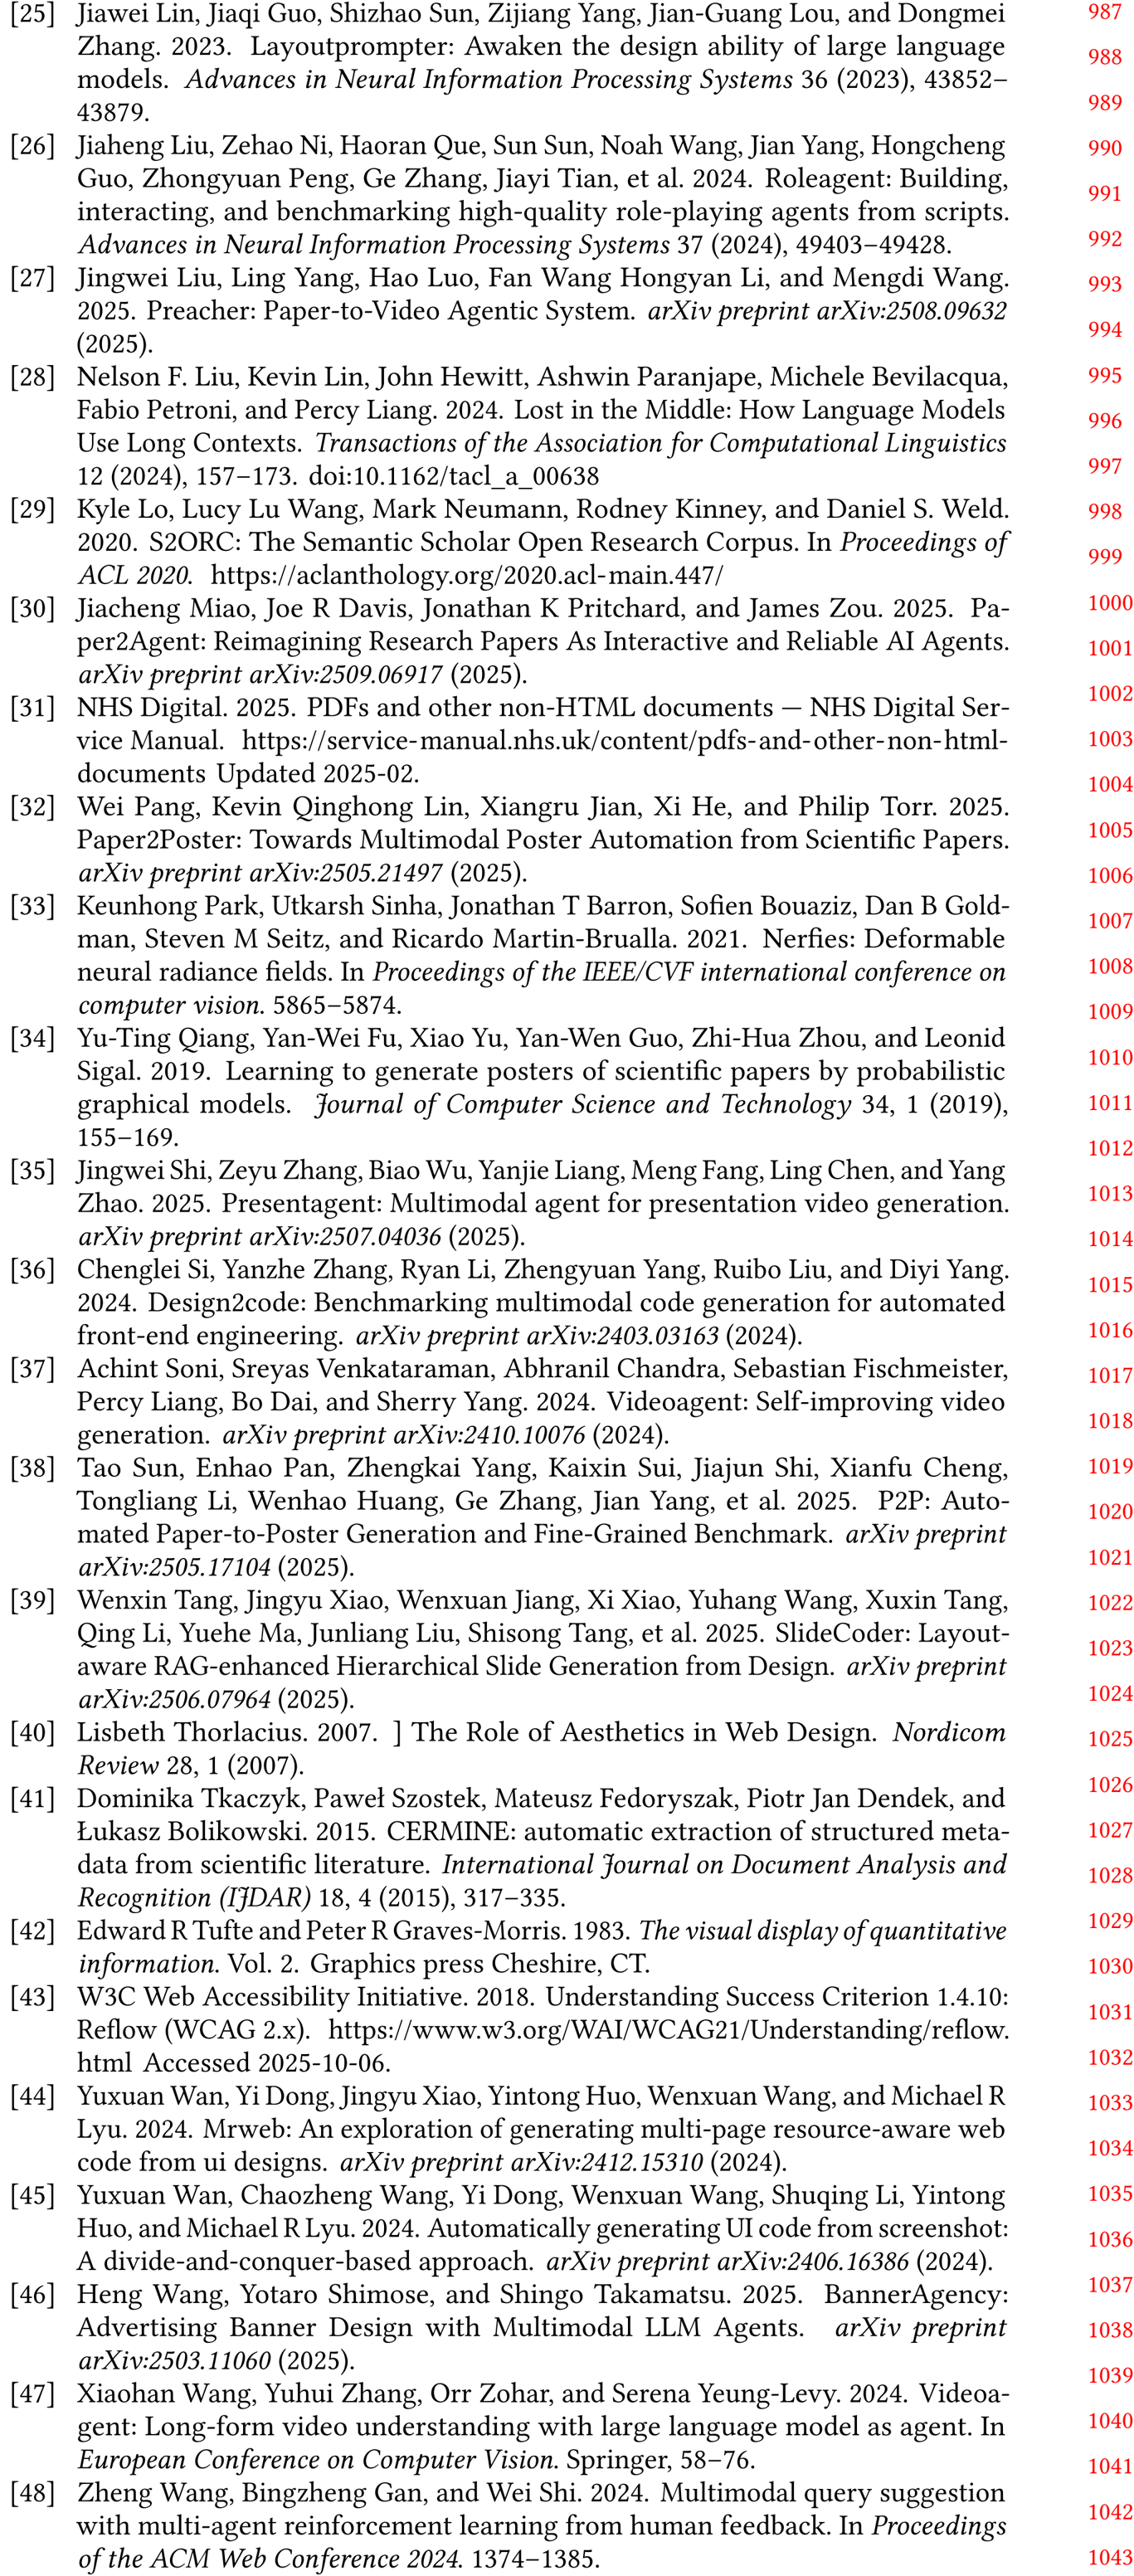 [25] Jiawei Lin, Jiaqi Guo, Shizhao Sun, Zijiang Yang, Jian-Guang Lou, and Dongmei 987
Zhang. 2023. Layoutprompter: Awaken the design ability of large language 988
models. Advances in Neural Information Processing Systems 36 (2023), 43852– 989
43879.
[26] Jiaheng Liu, Zehao Ni, Haoran Que, Sun Sun, Noah Wang, Jian Yang, Hongcheng 990
Guo, Zhongyuan Peng, Ge Zhang, Jiayi Tian, et al. 2024. Roleagent: Building, 991
interacting, and benchmarking high-quality role-playing agents from scripts.
Advances in Neural Information Processing Systems 37 (2024), 49403–49428. 992
[27] Jingwei Liu, Ling Yang, Hao Luo, Fan Wang Hongyan Li, and Mengdi Wang. 993
2025. Preacher: Paper-to-Video Agentic System. arXiv preprint arXiv:2508.09632 994
(2025).
[28] Nelson F. Liu, Kevin Lin, John Hewitt, Ashwin Paranjape, Michele Bevilacqua, 995
Fabio Petroni, and Percy Liang. 2024. Lost in the Middle: How Language Models 996
Use Long Contexts. Transactions of the Association for Computational Linguistics
12 (2024), 157–173. doi:10.1162/tacl_a_00638 997
[29] Kyle Lo, Lucy Lu Wang, Mark Neumann, Rodney Kinney, and Daniel S. Weld. 998
2020. S2ORC: The Semantic Scholar Open Research Corpus. In Proceedings of 999
ACL 2020. https://aclanthology.org/2020.acl-main.447/
[30] Jiacheng Miao, Joe R Davis, Jonathan K Pritchard, and James Zou. 2025. Pa- 1000
per2Agent: Reimagining Research Papers As Interactive and Reliable AI Agents. 1001
arXiv preprint arXiv:2509.06917 (2025).
[31] NHS Digital. 2025. PDFs and other non-HTML documents — NHS Digital Ser- 1002
vice Manual. https://service-manual.nhs.uk/content/pdfs-and-other-non-html- 1003
documents Updated 2025-02. 1004
[32] Wei Pang, Kevin Qinghong Lin, Xiangru Jian, Xi He, and Philip Torr. 2025.
Paper2Poster: Towards Multimodal Poster Automation from Scientific Papers. 1005
arXiv preprint arXiv:2505.21497 (2025). 1006
[33] Keunhong Park, Utkarsh Sinha, Jonathan T Barron, Sofien Bouaziz, Dan B Gold- 1007
man, Steven M Seitz, and Ricardo Martin-Brualla. 2021. Nerfies: Deformable
neural radiance fields. In Proceedings of the IEEE/CVF international conference on 1008
computer vision. 5865–5874. 1009
[34] Yu-Ting Qiang, Yan-Wei Fu, Xiao Yu, Yan-Wen Guo, Zhi-Hua Zhou, and Leonid 1010
Sigal. 2019. Learning to generate posters of scientific papers by probabilistic
graphical models. Journal of Computer Science and Technology 34, 1 (2019), 1011
155–169. 1012
[35] Jingwei Shi, Zeyu Zhang, Biao Wu, Yanjie Liang, Meng Fang, Ling Chen, and Yang
Zhao. 2025. Presentagent: Multimodal agent for presentation video generation. 1013
arXiv preprint arXiv:2507.04036 (2025). 1014
[36] Chenglei Si, Yanzhe Zhang, Ryan Li, Zhengyuan Yang, Ruibo Liu, and Diyi Yang. 1015
2024. Design2code: Benchmarking multimodal code generation for automated
front-end engineering. arXiv preprint arXiv:2403.03163 (2024). 1016
[37] Achint Soni, Sreyas Venkataraman, Abhranil Chandra, Sebastian Fischmeister, 1017
Percy Liang, Bo Dai, and Sherry Yang. 2024. Videoagent: Self-improving video 1018
generation. arXiv preprint arXiv:2410.10076 (2024).
[38] Tao Sun, Enhao Pan, Zhengkai Yang, Kaixin Sui, Jiajun Shi, Xianfu Cheng, 1019
Tongliang Li, Wenhao Huang, Ge Zhang, Jian Yang, et al. 2025. P2P: Auto- 1020
mated Paper-to-Poster Generation and Fine-Grained Benchmark. arXiv preprint
arXiv:2505.17104 (2025). 1021
[39] Wenxin Tang, Jingyu Xiao, Wenxuan Jiang, Xi Xiao, Yuhang Wang, Xuxin Tang, 1022
Qing Li, Yuehe Ma, Junliang Liu, Shisong Tang, et al. 2025. SlideCoder: Layout- 1023
aware RAG-enhanced Hierarchical Slide Generation from Design. arXiv preprint
arXiv:2506.07964 (2025). 1024
[40] Lisbeth Thorlacius. 2007. ] The Role of Aesthetics in Web Design. Nordicom 1025
Review 28, 1 (2007). 1026
[41] Dominika Tkaczyk, Paweł Szostek, Mateusz Fedoryszak, Piotr Jan Dendek, and
Łukasz Bolikowski. 2015. CERMINE: automatic extraction of structured meta- 1027
data from scientific literature. International Journal on Document Analysis and 1028
Recognition (IJDAR) 18, 4 (2015), 317–335.
[42] Edward R Tufte and Peter R Graves-Morris. 1983. The visual display of quantitative 1029
information. Vol. 2. Graphics press Cheshire, CT. 1030
[43] W3C Web Accessibility Initiative. 2018. Understanding Success Criterion 1.4.10: 1031
Reflow (WCAG 2.x). https://www.w3.org/WAI/WCAG21/Understanding/reflow.
html Accessed 2025-10-06. 1032
[44] Yuxuan Wan, Yi Dong, Jingyu Xiao, Yintong Huo, Wenxuan Wang, and Michael R 1033
Lyu. 2024. Mrweb: An exploration of generating multi-page resource-aware web
code from ui designs. arXiv preprint arXiv:2412.15310 (2024). 1034
[45] Yuxuan Wan, Chaozheng Wang, Yi Dong, Wenxuan Wang, Shuqing Li, Yintong 1035
Huo, and Michael R Lyu. 2024. Automatically generating UI code from screenshot: 1036
A divide-and-conquer-based approach. arXiv preprint arXiv:2406.16386 (2024).
[46] Heng Wang, Yotaro Shimose, and Shingo Takamatsu. 2025. BannerAgency: 1037
Advertising Banner Design with Multimodal LLM Agents. arXiv preprint 1038
arXiv:2503.11060 (2025). 1039
[47] Xiaohan Wang, Yuhui Zhang, Orr Zohar, and Serena Yeung-Levy. 2024. Videoa-
gent: Long-form video understanding with large language model as agent. In 1040
European Conference on Computer Vision. Springer, 58–76. 1041
[48] Zheng Wang, Bingzheng Gan, and Wei Shi. 2024. Multimodal query suggestion
with multi-agent reinforcement learning from human feedback. In Proceedings 1042
of the ACM Web Conference 2024. 1374–1385. 1043